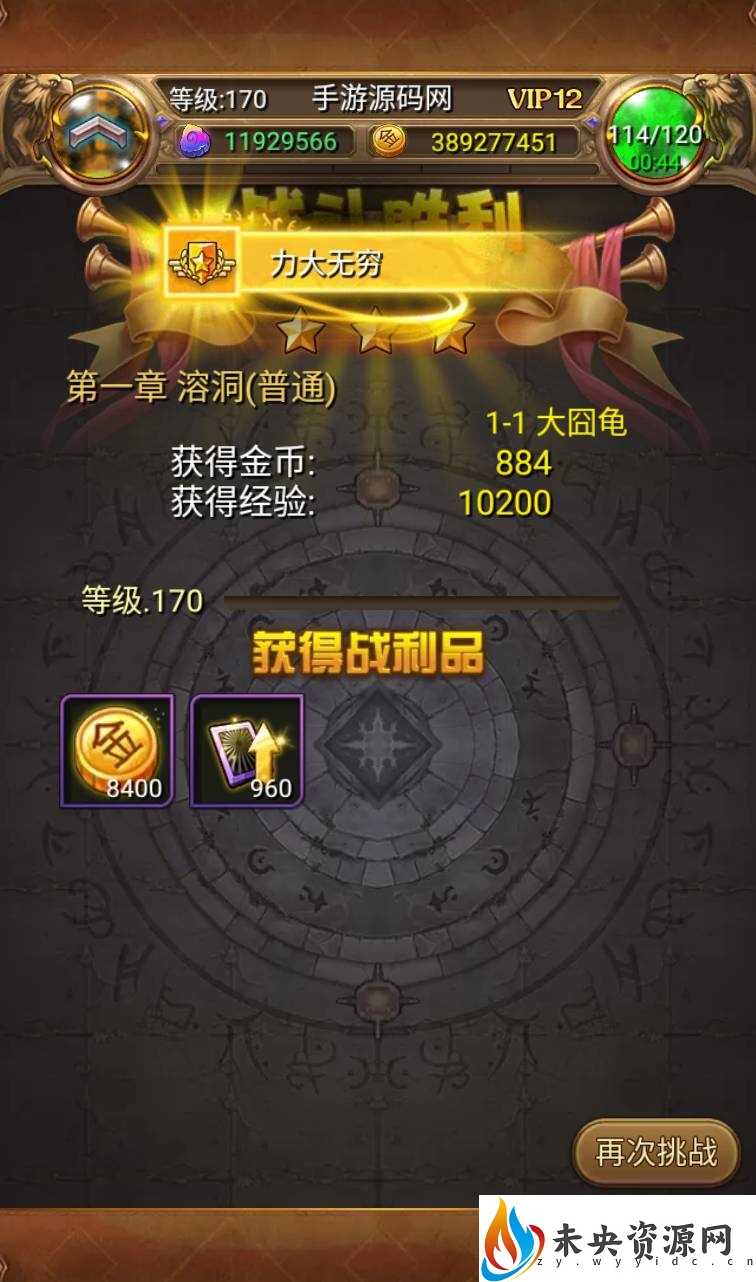 等级:170 手游源码网 VIP12
11929566 389277451 114/120
00:44
战斗胜利
力大无穷
第一章 溶洞(普通)
1-1 大囧龟
获得金币: 884
获得经验: 10200
等级.170
获得战利品
8400 960
再次挑战
未央资源网
zy.wyyidc.cn